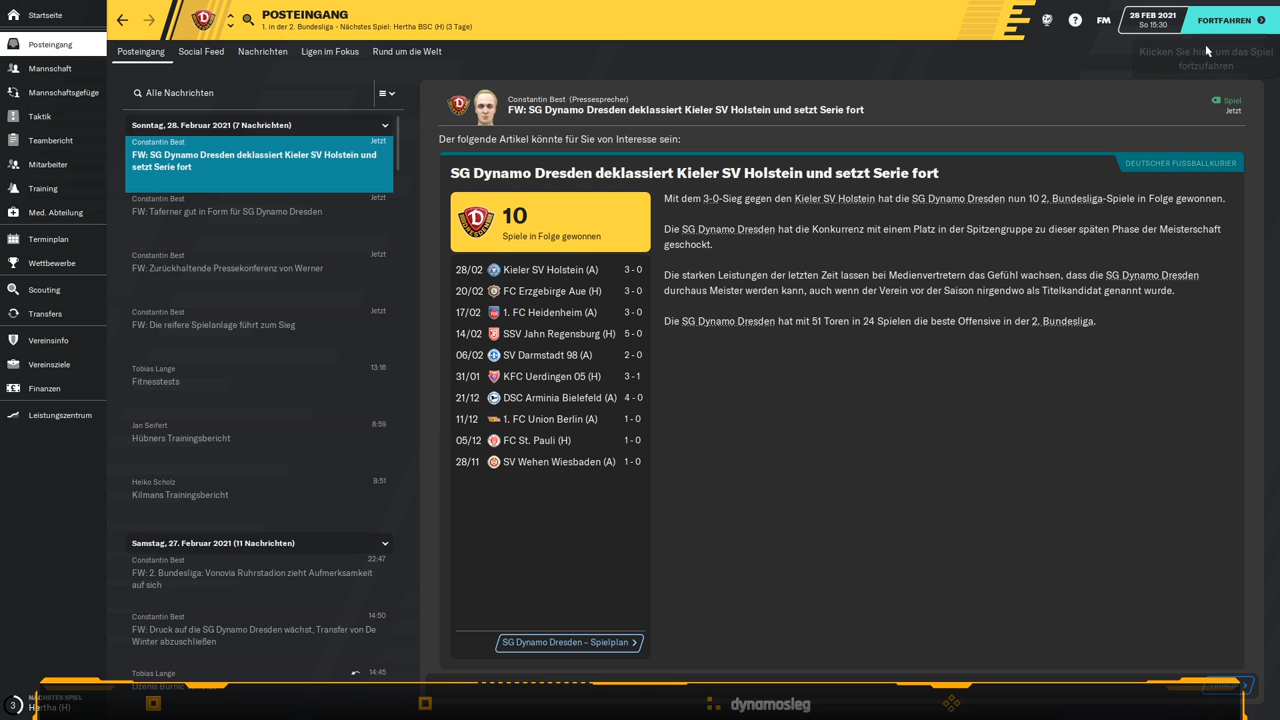 Startseite
Posteingang
Mannschaft
Mannschaftsgefüge
Taktik
Teambericht
Mitarbeiter
Training
Med. Abteilung
Terminplan
Wettbewerbe
Scouting
Transfers
Vereinsinfo
Vereinsziele
Finanzen
Leistungszentrum
POSTEINGANG
1. in der 2. Bundesliga - Nächstes Spiel: Hertha BSC (H) (3 Tage)
FM
28 FEB 2021
So 15:30
FORTFAHREN
Klicken Sie hier, um das Spiel
fortzufahren
Posteingang Social Feed Nachrichten Ligen im Fokus Rund um die Welt
Alle Nachrichten
Sonntag, 28. Februar 2021 (7 Nachrichten)
Constantin Best Jetzt
FW: SG Dynamo Dresden deklassiert Kieler SV Holstein und
setzt Serie fort
Constantin Best Jetzt
FW: Taferner gut in Form für SG Dynamo Dresden
Constantin Best Jetzt
FW: Zurückhaltende Pressekonferenz von Werner
Constantin Best Jetzt
FW: Die reifere Spielanlage führt zum Sieg
Tobias Lange 13:16
Fitnesstests
Jan Seifert 8:59
Hübners Trainingsbericht
Heiko Scholz 8:51
Kilmans Trainingsbericht
Samstag, 27. Februar 2021 (11 Nachrichten)
Constantin Best 22:47
FW: 2. Bundesliga: Vonovia Ruhrstadion zieht Aufmerksamkeit
auf sich
Constantin Best 14:50
FW: Druck auf die SG Dynamo Dresden wächst, Transfer von De
Winter abzuschließen
Tobias Lange 14:45
Dzenis Burnic
Constantin Best (Pressesprecher)
FW: SG Dynamo Dresden deklassiert Kieler SV Holstein und setzt Serie fort
Spiel
Jetzt
Der folgende Artikel könnte für Sie von Interesse sein:
DEUTSCHER FUSSBALLKURIER
SG Dynamo Dresden deklassiert Kieler SV Holstein und setzt Serie fort
10
Spiele in Folge gewonnen
28/02 Kieler SV Holstein (A) 3 - 0
20/02 FC Erzgebirge Aue (H) 3 - 0
17/02 1. FC Heidenheim (A) 3 - 0
14/02 SSV Jahn Regensburg (H) 5 - 0
06/02 SV Darmstadt 98 (A) 2 - 0
31/01 KFC Uerdingen 05 (H) 3 - 1
21/12 DSC Arminia Bielefeld (A) 4 - 0
11/12 1. FC Union Berlin (A) 1 - 0
05/12 FC St. Pauli (H) 1 - 0
28/11 SV Wehen Wiesbaden (A) 1 - 0
SG Dynamo Dresden – Spielplan
Mit dem 3-0-Sieg gegen den Kieler SV Holstein hat die SG Dynamo Dresden nun 10 2. Bundesliga-Spiele in Folge gewonnen.
Die SG Dynamo Dresden hat die Konkurrenz mit einem Platz in der Spitzengruppe zu dieser späten Phase der Meisterschaft
geschockt.
Die starken Leistungen der letzten Zeit lassen bei Medienvertretern das Gefühl wachsen, dass die SG Dynamo Dresden
durchaus Meister werden kann, auch wenn der Verein vor der Saison nirgendwo als Titelkandidat genannt wurde.
Die SG Dynamo Dresden hat mit 51 Toren in 24 Spielen die beste Offensive in der 2. Bundesliga.
3
NÄCHSTES SPIEL
Hertha (H)
dynamosleg